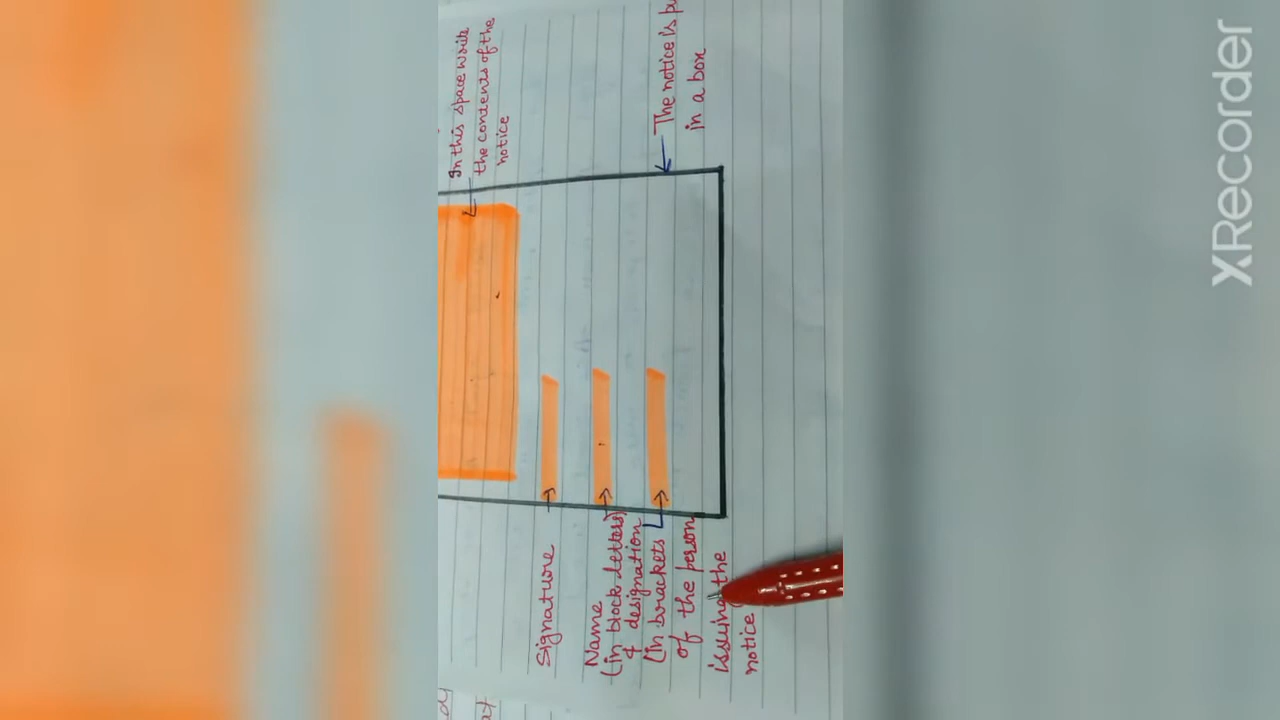 In this space write
the contents of the
notice
The notice is
in a box
Signature
Name
(in block letters)
& designation
(in brackets
of the person
issuing the
notice
XRecorder